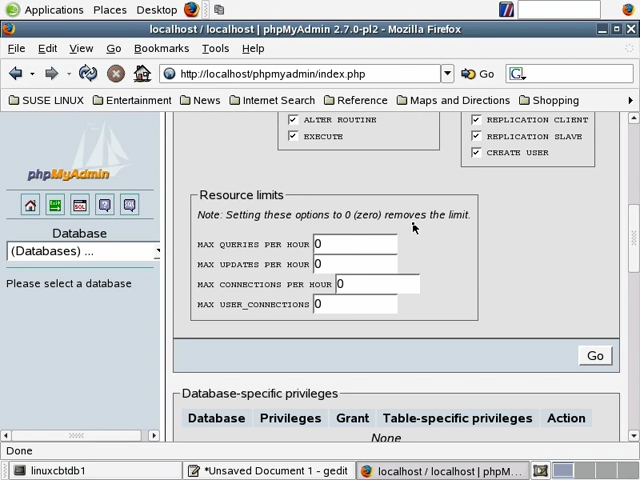 Applications Places Desktop
localhost / localhost | phpMyAdmin 2.7.0-pl2 - Mozilla Firefox
File Edit View Go Bookmarks Tools Help
http://localhost/phpmyadmin/index.php Go G
SUSE LINUX Entertainment News Internet Search Reference Maps and Directions Shopping
phpMyAdmin
SQL
Database
(Databases) ...
Please select a database
ALTER ROUTINE
EXECUTE
REPLICATION CLIENT
REPLICATION SLAVE
CREATE USER
Resource limits
Note: Setting these options to 0 (zero) removes the limit.
MAX QUERIES PER HOUR 0
MAX UPDATES PER HOUR 0
MAX CONNECTIONS PER HOUR 0
MAX USER_CONNECTIONS 0
Go
Database-specific privileges
Database Privileges Grant Table-specific privileges Action
None
Done
linuxcbtdb1 *Unsaved Document 1 - gedit localhost / localhost | phpM...